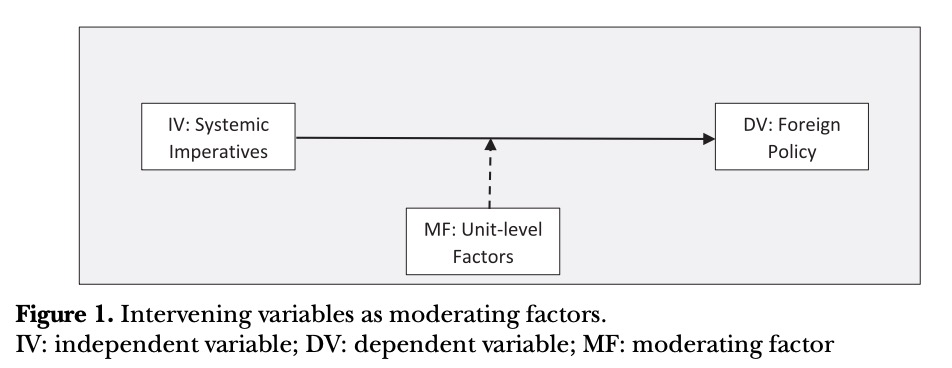 IV: Systemic
Imperatives
DV: Foreign
Policy
MF: Unit-level
Factors
Figure 1. Intervening variables as moderating factors.
IV: independent variable; DV: dependent variable; MF: moderating factor